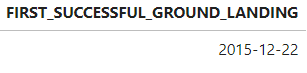 FIRST_SUCCESSFUL_GROUND_LANDING
2015-12-22